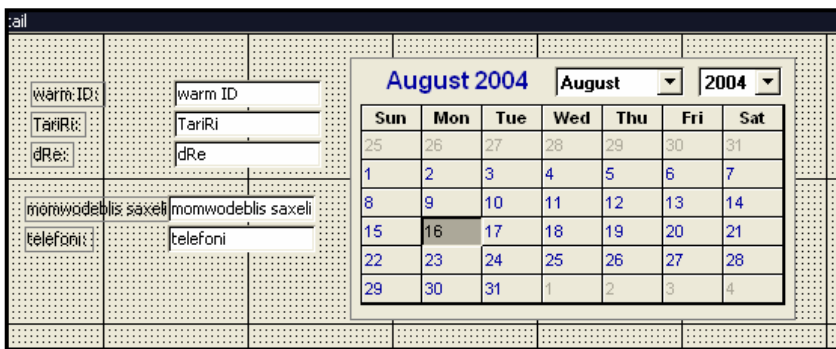 tail
warm ID: warm ID
TariRi: TariRi
dRe: dRe
momwodeblis saxeli momwodeblis saxeli
telefoni: telefoni
August 2004 August 2004
Sun Mon Tue Wed Thu Fri Sat
25 26 27 28 29 30 31
1 2 3 4 5 6 7
8 9 10 11 12 13 14
15 16 17 18 19 20 21
22 23 24 25 26 27 28
29 30 31 1 2 3 4